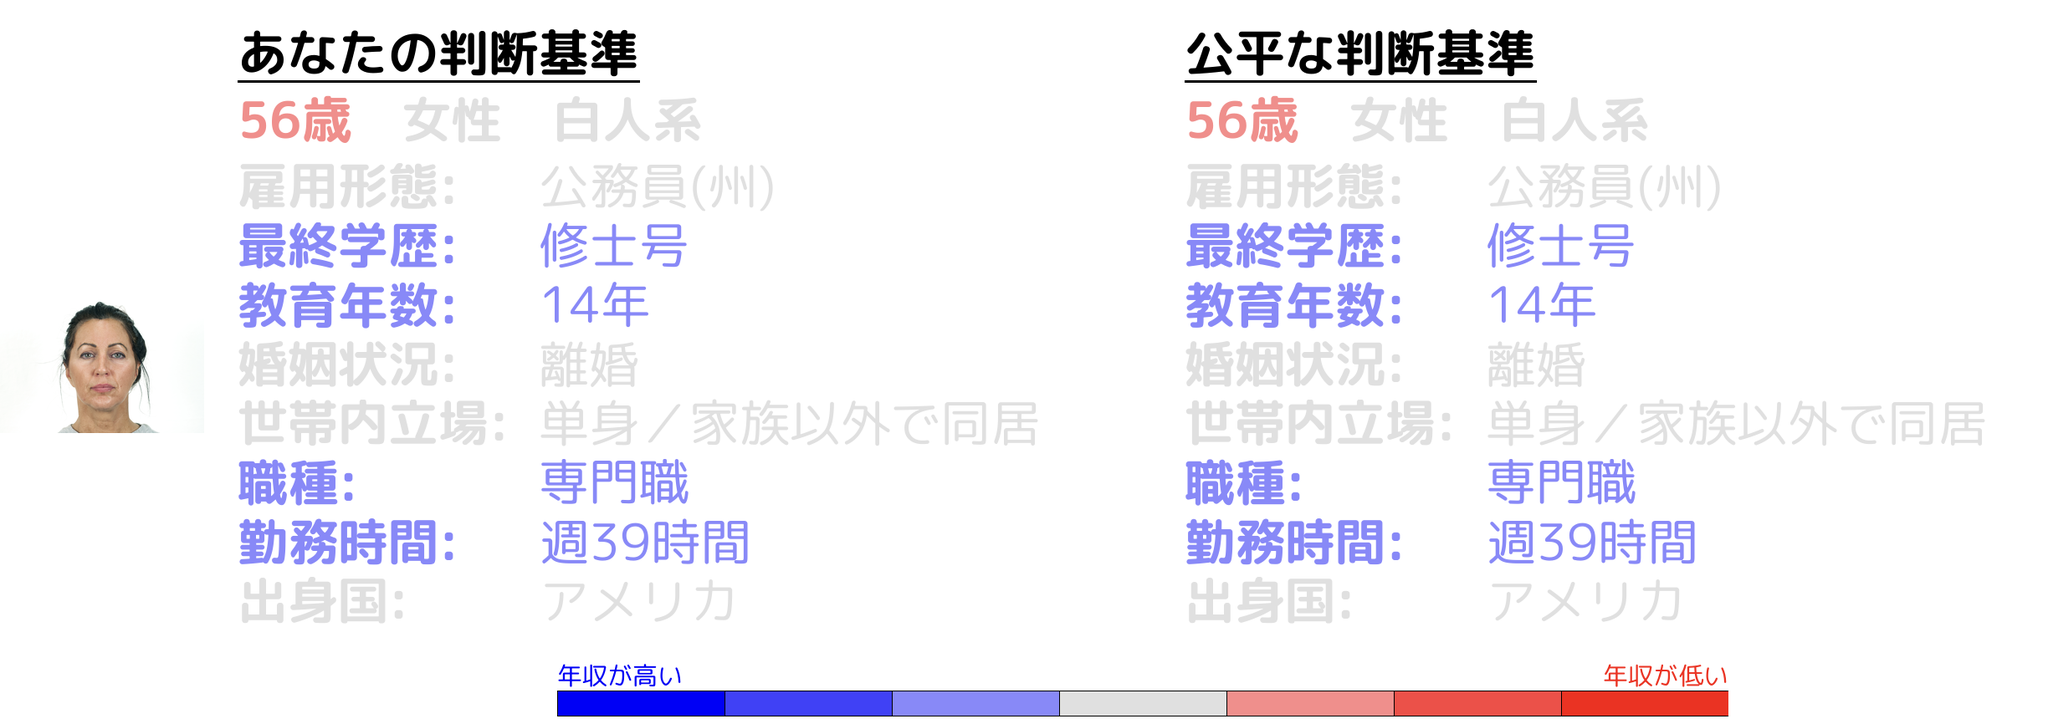 あなたの判断基準
56歳 女性 白人系
雇用形態: 公務員(州)
最終学歴: 修士号
教育年数: 14年
婚姻状況: 離婚
世帯内立場: 単身／家族以外で同居
職種: 専門職
勤務時間: 週39時間
出身国: アメリカ
公平な判断基準
56歳 女性 白人系
雇用形態: 公務員(州)
最終学歴: 修士号
教育年数: 14年
婚姻状況: 離婚
世帯内立場: 単身／家族以外で同居
職種: 専門職
勤務時間: 週39時間
出身国: アメリカ
年収が高い
年収が低い